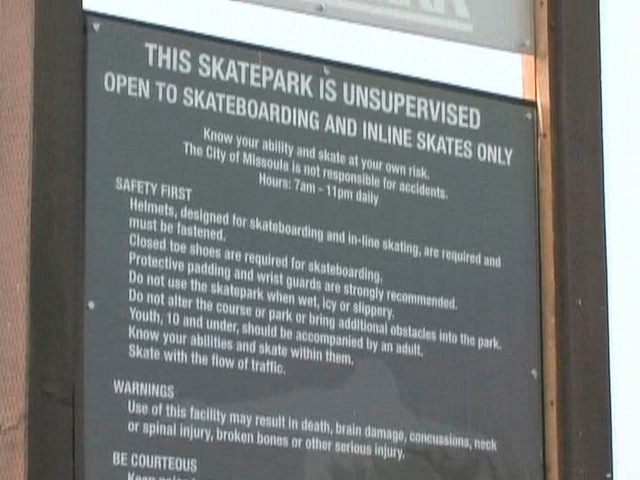 THIS SKATEPARK IS UNSUPERVISED
OPEN TO SKATEBOARDING AND INLINE SKATES ONLY
Know your ability and skate at your own risk.
The City of Missoula is not responsible for accidents.
Hours: 7am - 11pm daily
SAFETY FIRST
Helmets, designed for skateboarding and in-line skating, are required and
must be fastened.
Closed toe shoes are required for skateboarding.
Protective padding and wrist guards are strongly recommended.
Do not use the skatepark when wet, icy or slippery.
Do not alter the course or park or bring additional obstacles into the park.
Youth, 10 and under, should be accompanied by an adult.
Know your abilities and skate within them.
Skate with the flow of traffic.
WARNINGS
Use of this facility may result in death, brain damage, concussions, neck
or spinal injury, broken bones or other serious injury.
BE COURTEOUS